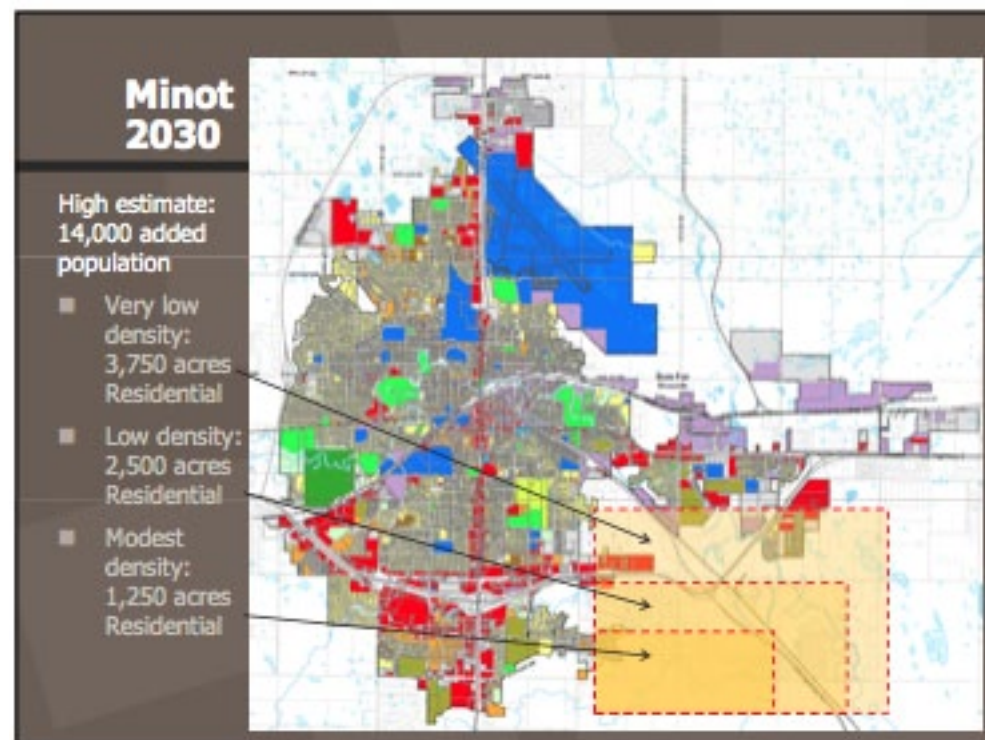 Minot
2030
High estimate:
14,000 added
population
■ Very low
density:
3,750 acres
Residential
■ Low density:
2,500 acres
Residential
■ Modest
density:
1,250 acres
Residential